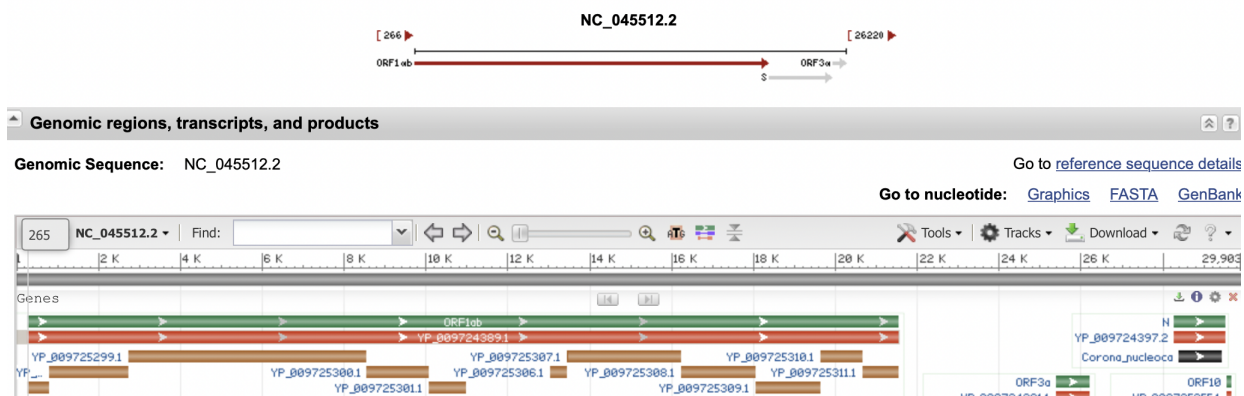 NC_045512.2
[ 266 [ 26220
ORF1ab ORF3a
S
Genomic regions, transcripts, and products
Genomic Sequence: NC_045512.2 Go to reference sequence details
Go to nucleotide: Graphics FASTA GenBank
265 NC_045512.2 Find: ATG Tools Tracks Download ?
1 2 K 4 K 6 K 8 K 10 K 12 K 14 K 16 K 18 K 20 K 22 K 24 K 26 K 29,903
Genes
ORF1ab N
YP_009724389.1 YP_009724397.2
YP_009725299.1 YP_009725307.1 YP_009725310.1 Corona_nucleoca
YP_… YP_009725300.1 YP_009725306.1 YP_009725308.1 YP_009725311.1
YP_009725301.1 YP_009725309.1 ORF3a ORF10